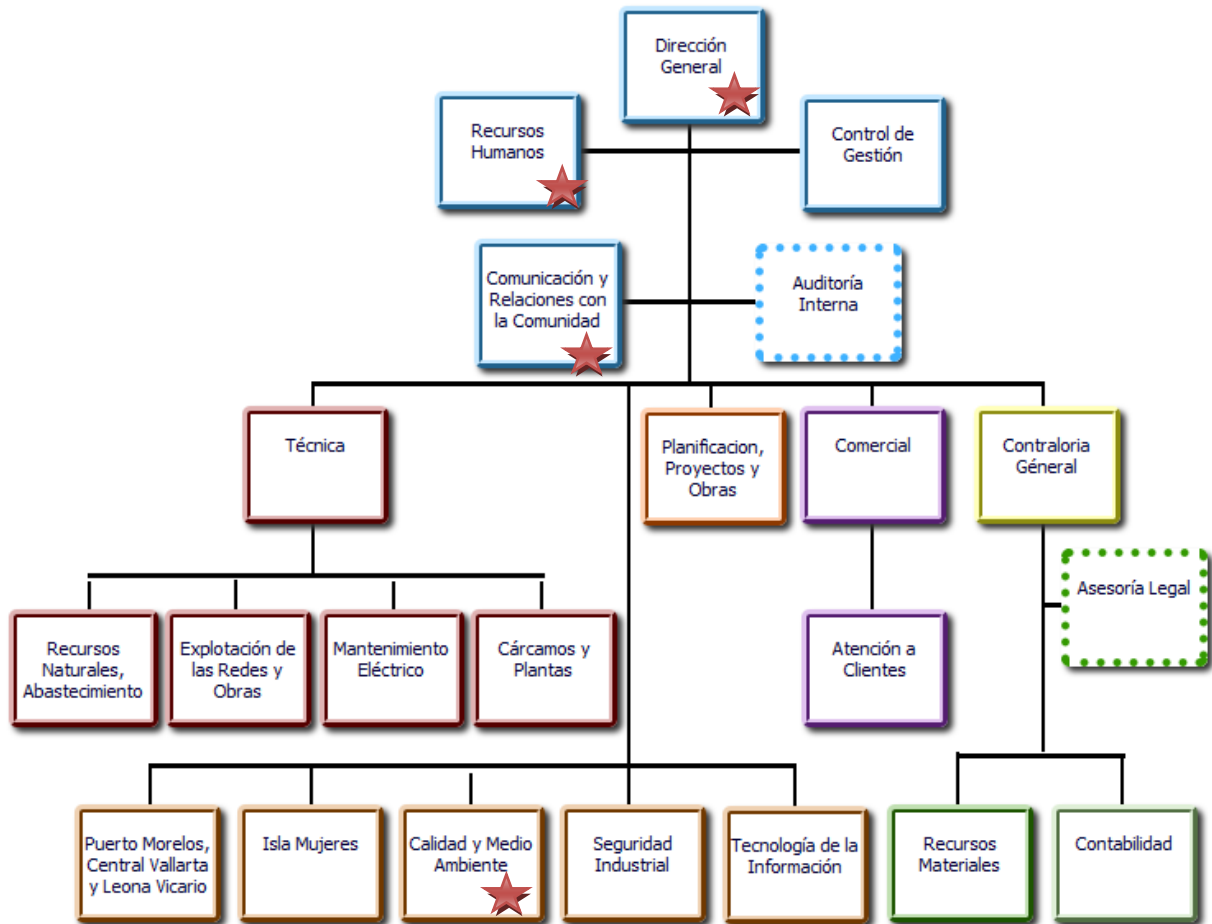 Dirección
General
Recursos
Humanos
Control de
Gestión
Comunicación y
Relaciones con
la Comunidad
Auditoría
Interna
Técnica
Planificacion,
Proyectos y
Obras
Comercial
Contraloria
Géneral
Asesoría Legal
Recursos
Naturales,
Abastecimiento
Explotación de
las Redes y
Obras
Mantenimiento
Eléctrico
Cárcamos y
Plantas
Atención a
Clientes
Puerto Morelos,
Central Vallarta
y Leona Vicario
Isla Mujeres
Calidad y Medio
Ambiente
Seguridad
Industrial
Tecnología de la
Información
Recursos
Materiales
Contabilidad